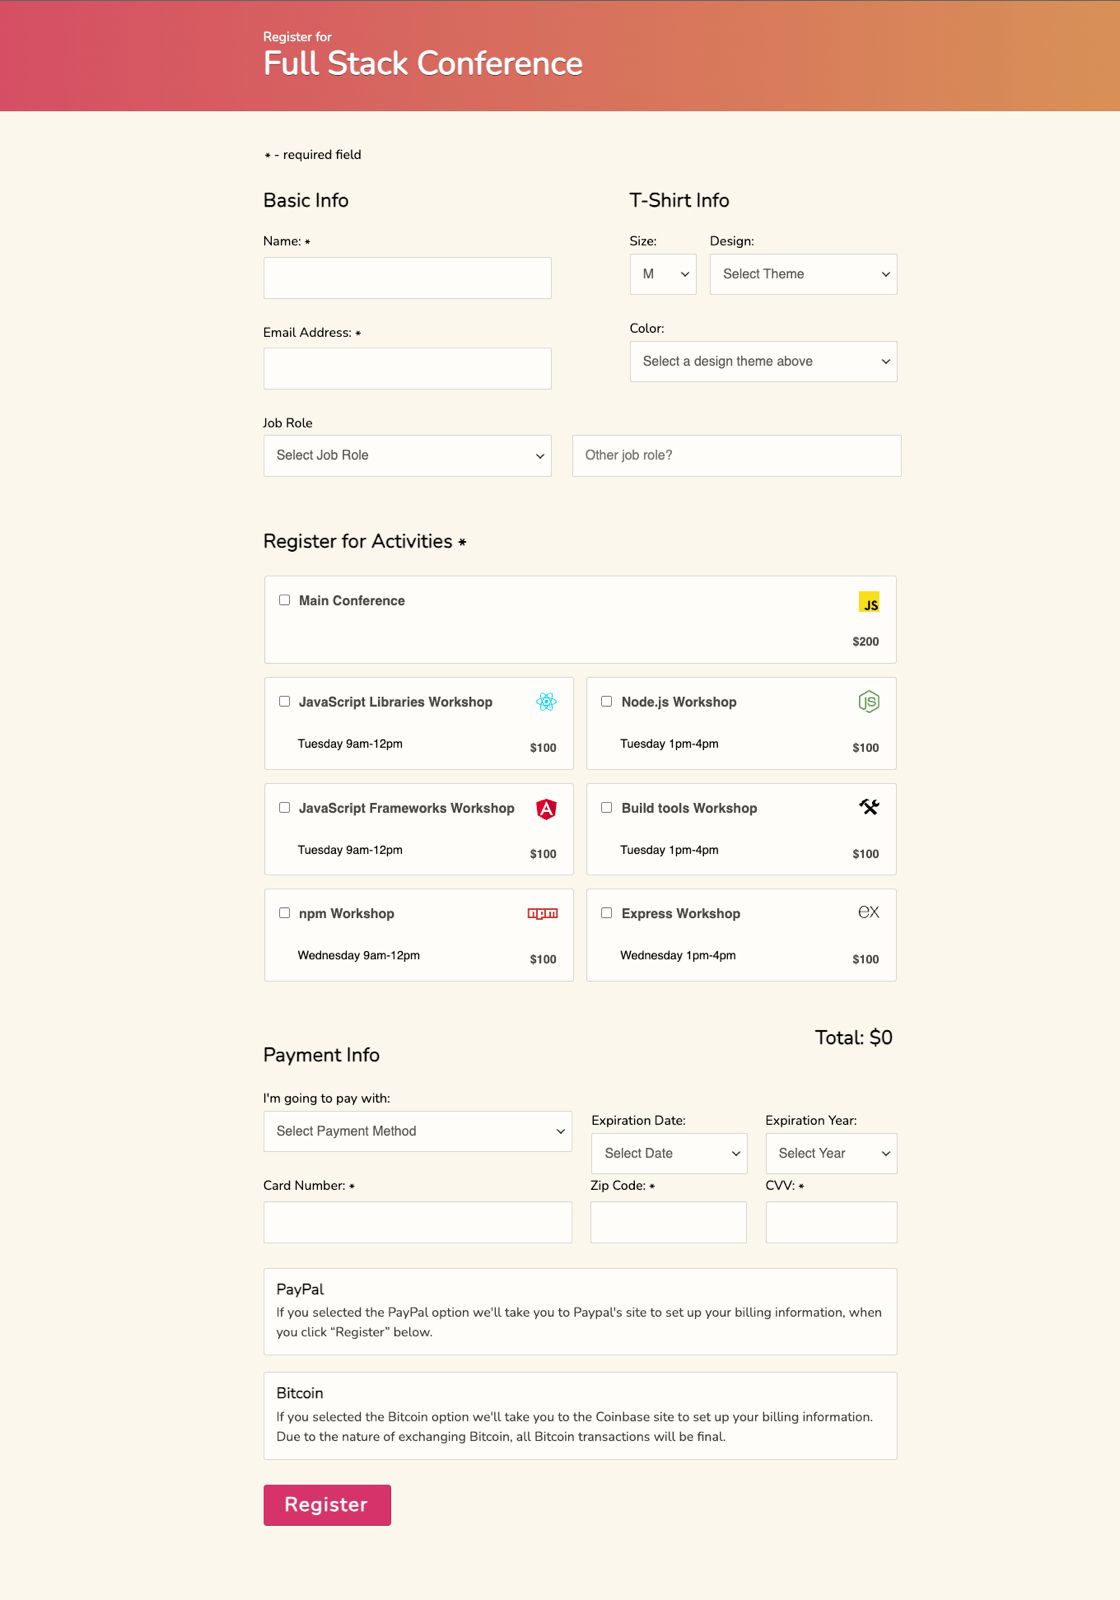 Register for
Full Stack Conference
* - required field
Basic Info
Name: *
Email Address: *
T-Shirt Info
Size:
M
Design:
Select Theme
Color:
Select a design theme above
Job Role
Select Job Role
Other job role?
Register for Activities *
Main Conference
JS
$200
JavaScript Libraries Workshop
Tuesday 9am-12pm
$100
Node.js Workshop
JS
Tuesday 1pm-4pm
$100
JavaScript Frameworks Workshop
A
Tuesday 9am-12pm
$100
Build tools Workshop
Tuesday 1pm-4pm
$100
npm Workshop
npm
Wednesday 9am-12pm
$100
Express Workshop
ex
Wednesday 1pm-4pm
$100
Total: $0
Payment Info
I'm going to pay with:
Select Payment Method
Expiration Date:
Select Date
Expiration Year:
Select Year
Card Number: *
Zip Code: *
CVV: *
PayPal
If you selected the PayPal option we'll take you to Paypal's site to set up your billing information, when
you click “Register” below.
Bitcoin
If you selected the Bitcoin option we'll take you to the Coinbase site to set up your billing information.
Due to the nature of exchanging Bitcoin, all Bitcoin transactions will be final.
Register